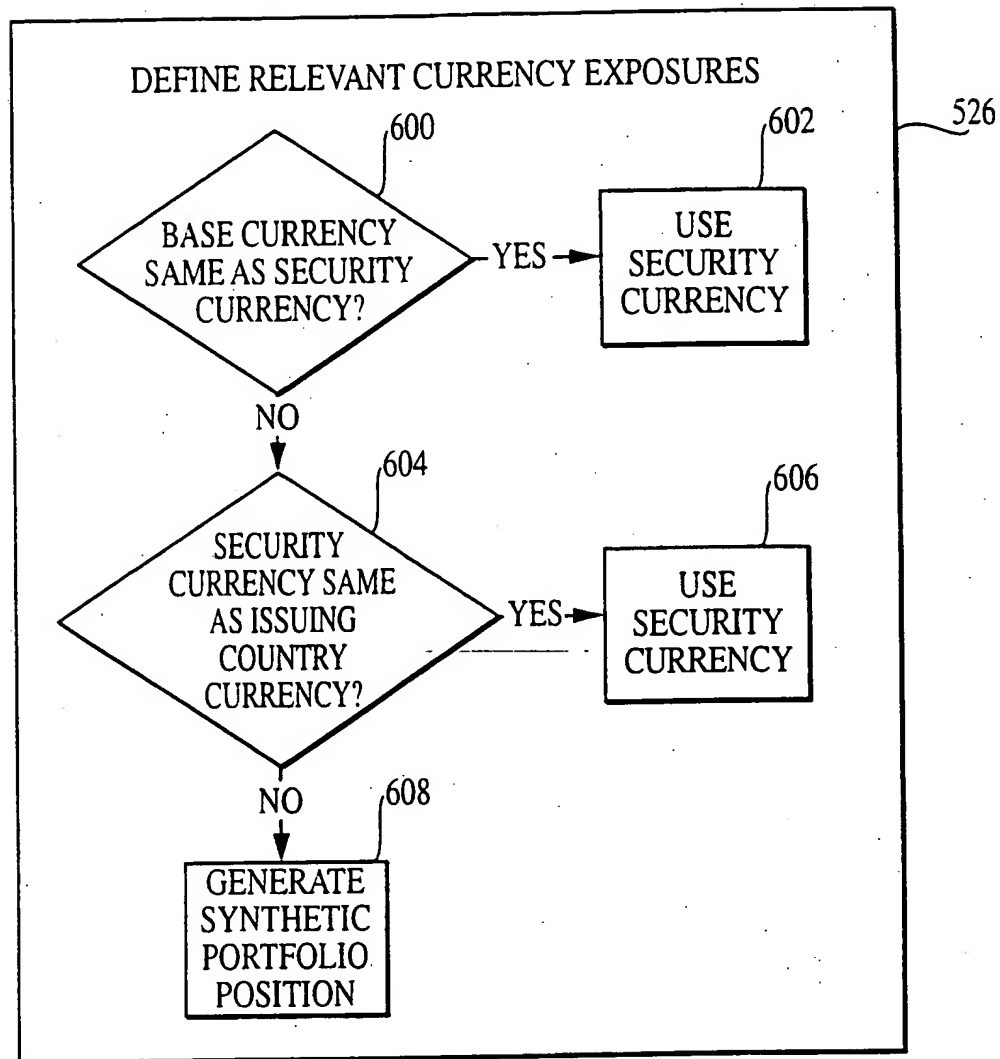 DEFINE RELEVANT CURRENCY EXPOSURES
526
600
BASE CURRENCY
SAME AS SECURITY
CURRENCY?
YES
602
USE
SECURITY
CURRENCY
NO
604
SECURITY
CURRENCY SAME
AS ISSUING
COUNTRY
CURRENCY?
YES
606
USE
SECURITY
CURRENCY
NO
608
GENERATE
SYNTHETIC
PORTFOLIO
POSITION